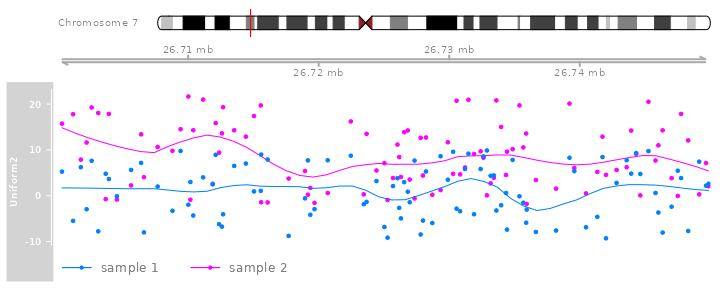 Chromosome 7
26.71 mb
26.73 mb
26.72 mb
26.74 mb
Uniform2
20
10
0
-10
sample 1
sample 2